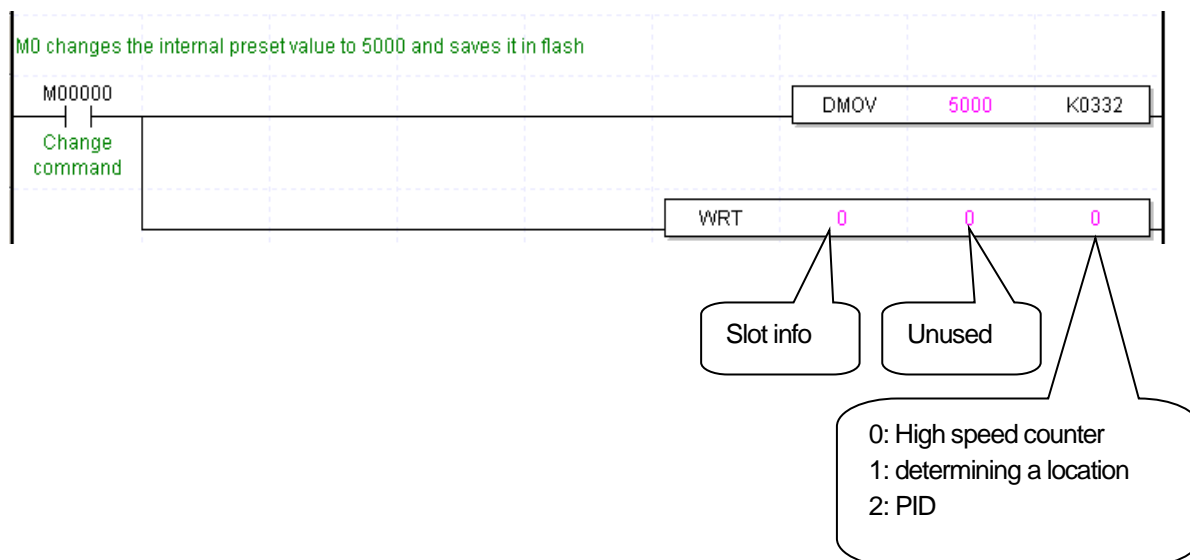 M0 changes the internal preset value to 5000 and saves it in flash
M00000
DMOV 5000 K0332
Change
command
WRT 0 0 0
Slot info
Unused
0: High speed counter
1: determining a location
2: PID